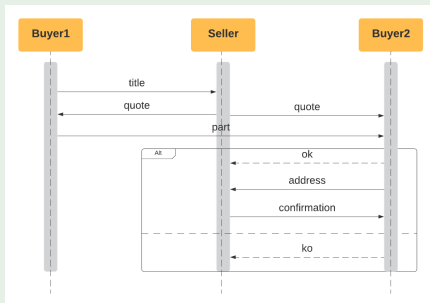 Buyer1
Seller
Buyer2
title
quote
quote
part
Alt
ok
address
confirmation
ko